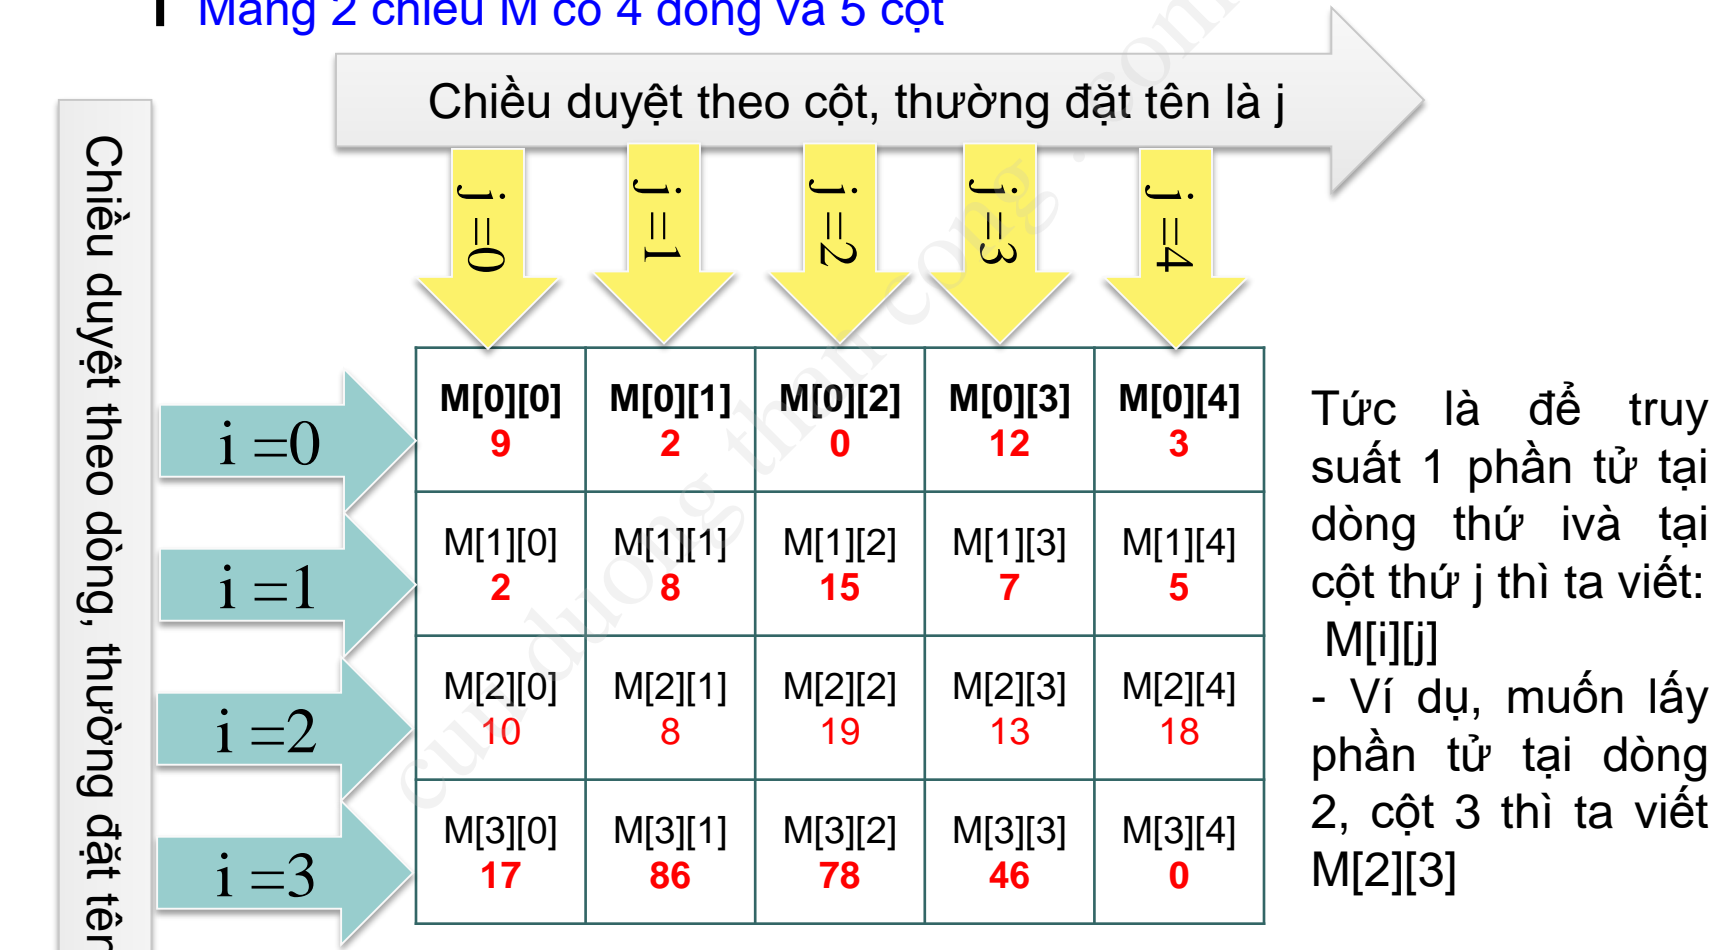 Mảng 2 chiều M có 4 dòng và 5 cột
Chiều duyệt theo cột, thường đặt tên là j
Chiều duyệt theo dòng, thường đặt tên
j =0 j =1 j =2 j =3 j =4
i =0
M[0][0] M[0][1] M[0][2] M[0][3] M[0][4]
9 2 0 12 3
i =1
M[1][0] M[1][1] M[1][2] M[1][3] M[1][4]
2 8 15 7 5
i =2
M[2][0] M[2][1] M[2][2] M[2][3] M[2][4]
10 8 19 13 18
i =3
M[3][0] M[3][1] M[3][2] M[3][3] M[3][4]
17 86 78 46 0
Tức là để truy
suất 1 phần tử tại
dòng thứ ivà tại
cột thứ j thì ta viết:
M[i][j]
- Ví dụ, muốn lấy
phần tử tại dòng
2, cột 3 thì ta viết
M[2][3]
cuu duong than cong . com